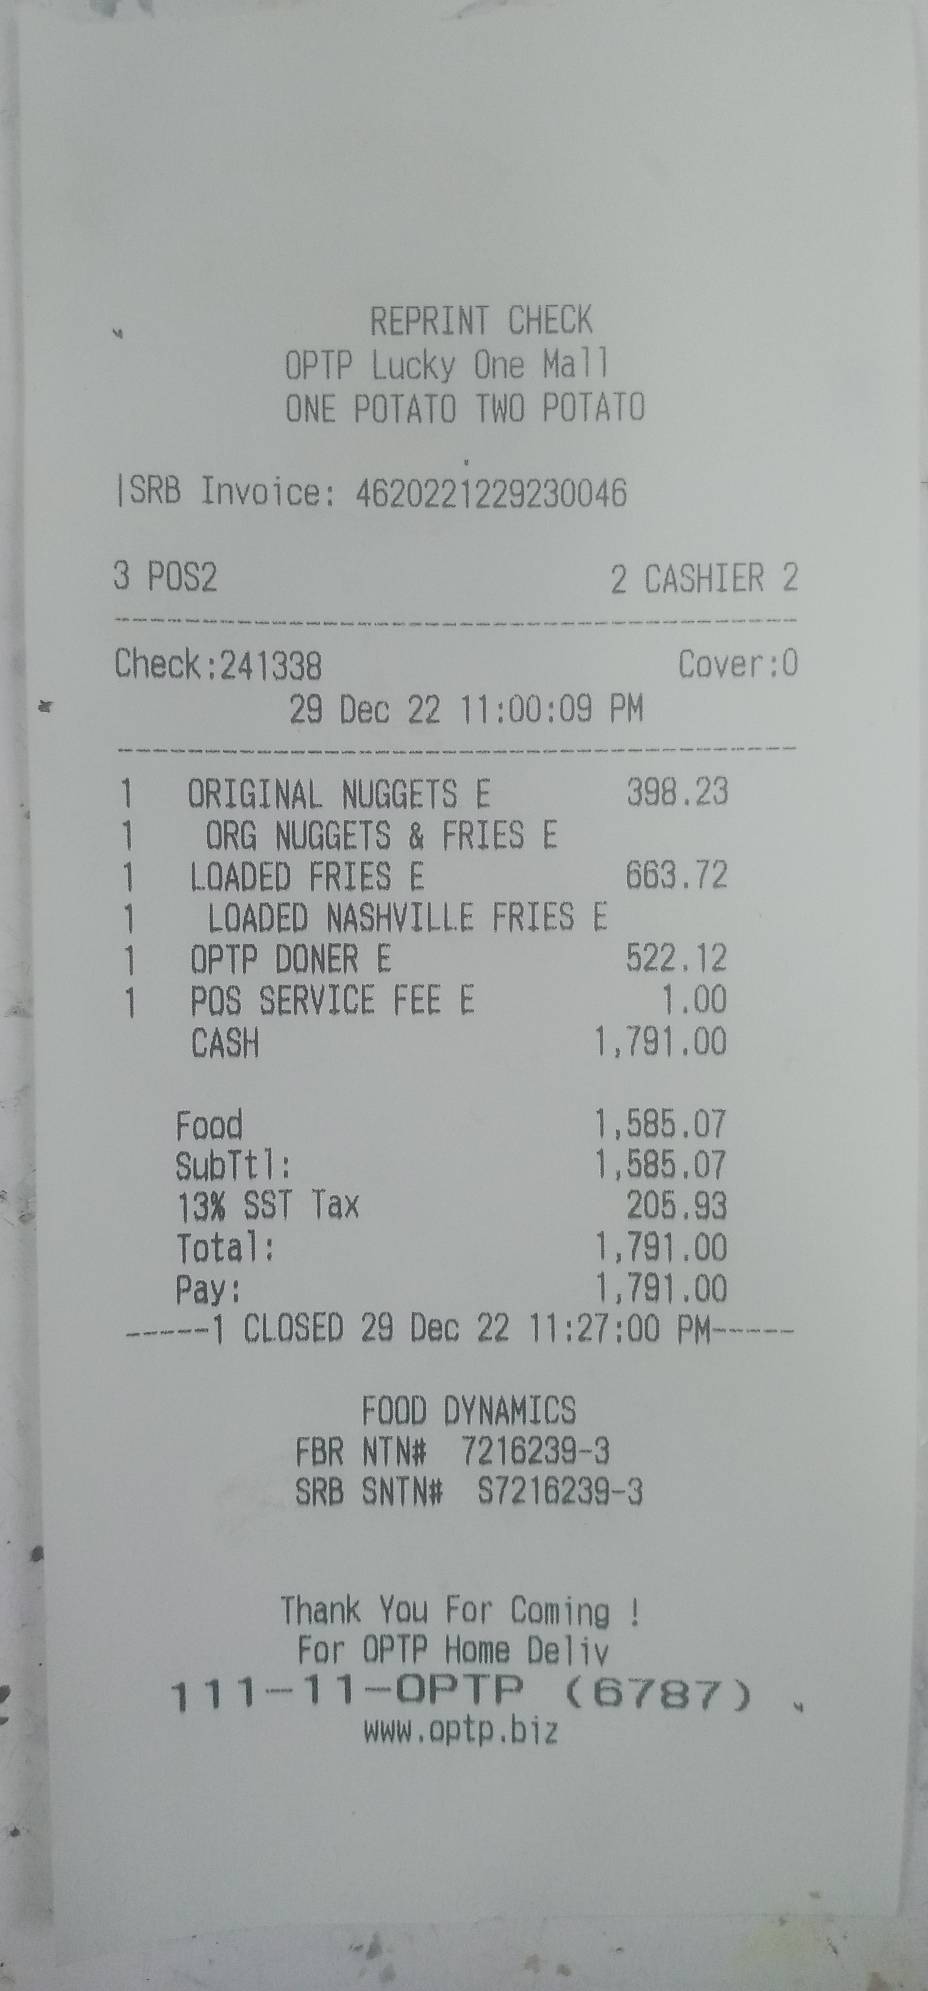 REPRINT CHECK
OPTP Lucky One Mall
ONE POTATO TWO POTATO
|SRB Invoice: 4620221229230046
3 POS2 2 CASHIER 2
------------------------------------------
Check:241338 Cover:0
29 Dec 22 11:00:09 PM
------------------------------------------
1 ORIGINAL NUGGETS E 398.23
1 ORG NUGGETS & FRIES E
1 LOADED FRIES E 663.72
1 LOADED NASHVILLE FRIES E
1 OPTP DONER E 522.12
1 POS SERVICE FEE E 1.00
CASH 1,791.00
Food 1,585.07
SubTtl: 1,585.07
13% SST Tax 205.93
Total: 1,791.00
Pay: 1,791.00
-----1 CLOSED 29 Dec 22 11:27:00 PM-----
FOOD DYNAMICS
FBR NTN# 7216239-3
SRB SNTN# S7216239-3
Thank You For Coming !
For OPTP Home Deliv
111-11-OPTP (6787)
www.optp.biz